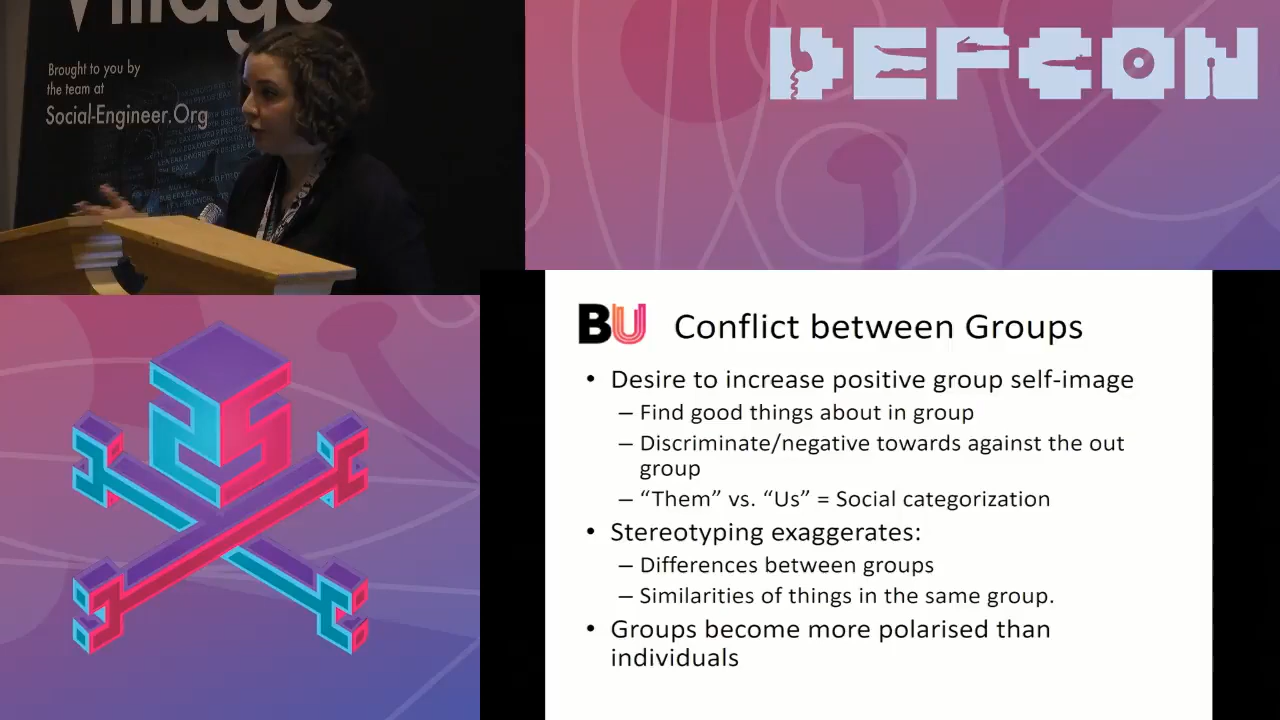 Village
Brought to you by
the team at
Social-Engineer.Org
DEFCON
BU Conflict between Groups
• Desire to increase positive group self-image
– Find good things about in group
– Discriminate/negative towards against the out
group
– “Them” vs. “Us” = Social categorization
• Stereotyping exaggerates:
– Differences between groups
– Similarities of things in the same group.
• Groups become more polarised than
individuals